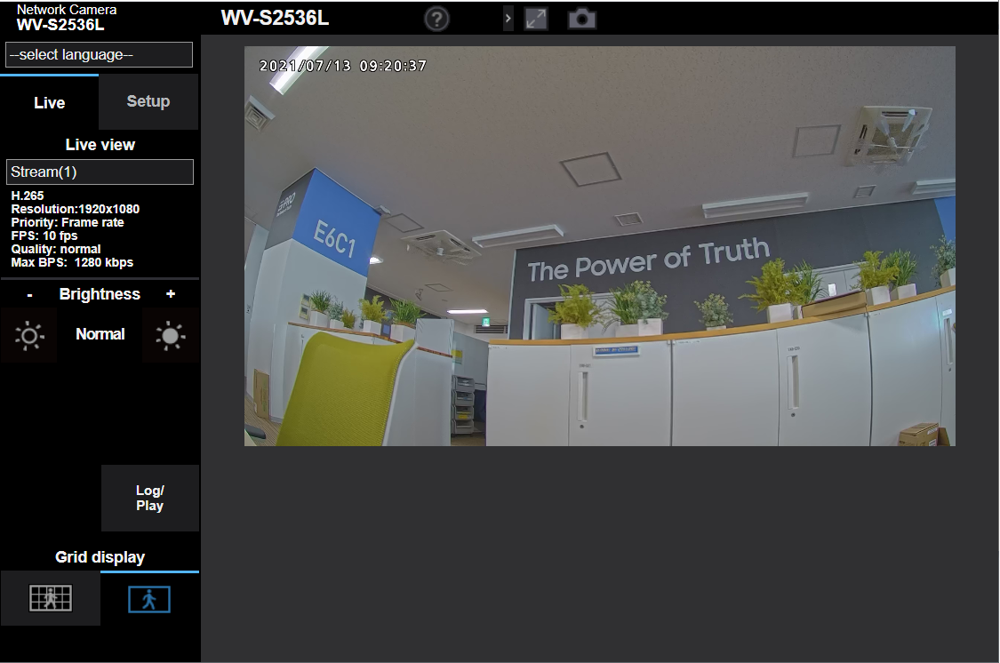 Network Camera
WV-S2536L
--select language--
Live
Setup
Live view
Stream(1)
H.265
Resolution:1920x1080
Priority: Frame rate
FPS: 10 fps
Quality: normal
Max BPS: 1280 kbps
- Brightness +
Normal
Log/
Play
Grid display
WV-S2536L
?
>
2021/07/13 09:20:37
i-PRO
E6C1
The Power of Truth